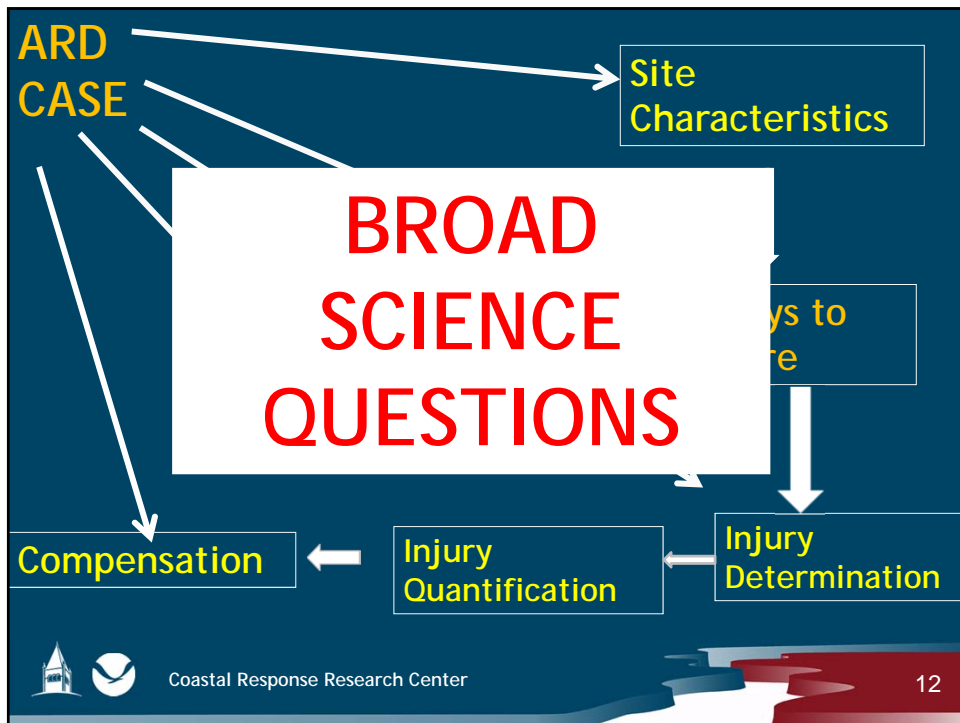 ARD
CASE
Site
Characteristics
BROAD
SCIENCE
QUESTIONS
ys to
re
Compensation
Injury
Quantification
Injury
Determination
Coastal Response Research Center
12